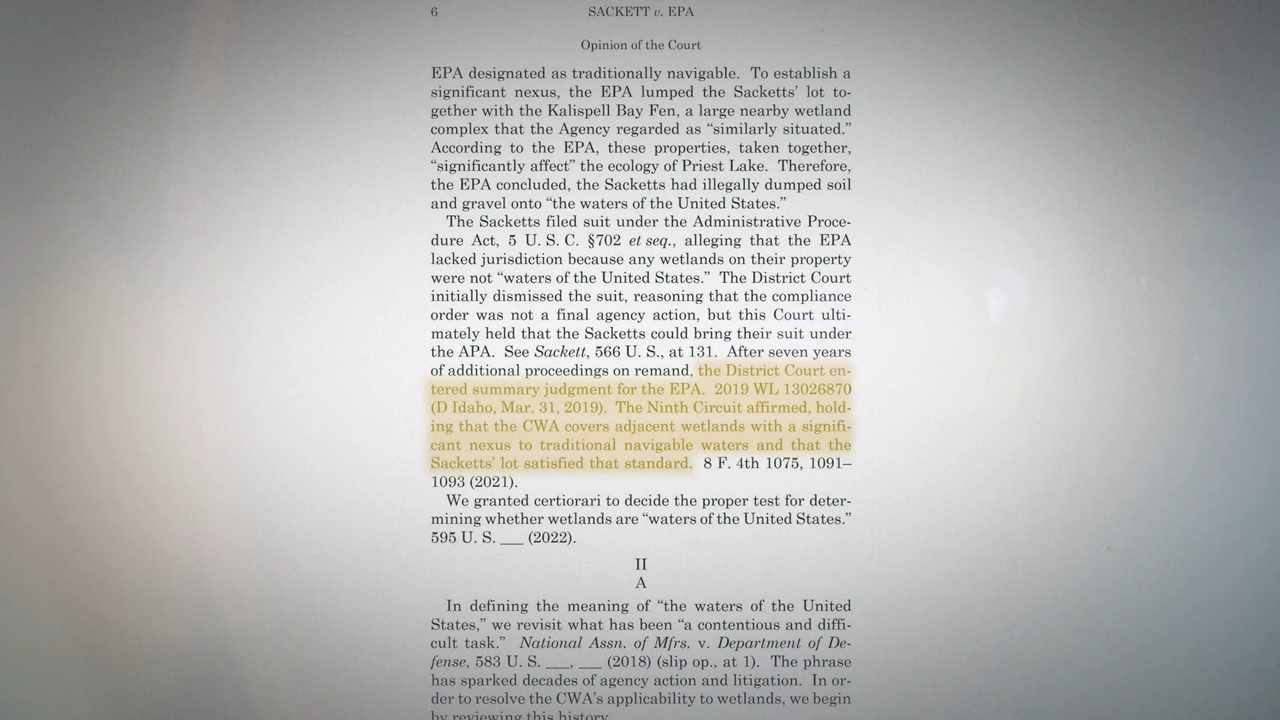 6
SACKETT v. EPA
Opinion of the Court
EPA designated as traditionally navigable. To establish a
significant nexus, the EPA lumped the Sacketts’ lot to-
gether with the Kalispell Bay Fen, a large nearby wetland
complex that the Agency regarded as “similarly situated.”
According to the EPA, these properties, taken together,
“significantly affect” the ecology of Priest Lake. Therefore,
the EPA concluded, the Sacketts had illegally dumped soil
and gravel onto “the waters of the United States.”
The Sacketts filed suit under the Administrative Proce-
dure Act, 5 U. S. C. §702 et seq., alleging that the EPA
lacked jurisdiction because any wetlands on their property
were not “waters of the United States.” The District Court
initially dismissed the suit, reasoning that the compliance
order was not a final agency action, but this Court ulti-
mately held that the Sacketts could bring their suit under
the APA. See Sackett, 566 U. S., at 131. After seven years
of additional proceedings on remand, the District Court en-
tered summary judgment for the EPA. 2019 WL 13026870
(D Idaho, Mar. 31, 2019). The Ninth Circuit affirmed, hold-
ing that the CWA covers adjacent wetlands with a signifi-
cant nexus to traditional navigable waters and that the
Sacketts’ lot satisfied that standard. 8 F. 4th 1075, 1091–
1093 (2021).
We granted certiorari to decide the proper test for deter-
mining whether wetlands are “waters of the United States.”
595 U. S. ___ (2022).
II
A
In defining the meaning of “the waters of the United
States,” we revisit what has been “a contentious and diffi-
cult task.” National Assn. of Mfrs. v. Department of De-
fense, 583 U. S. ___, ___ (2018) (slip op., at 1). The phrase
has sparked decades of agency action and litigation. In or-
der to resolve the CWA’s applicability to wetlands, we begin
by reviewing this history.